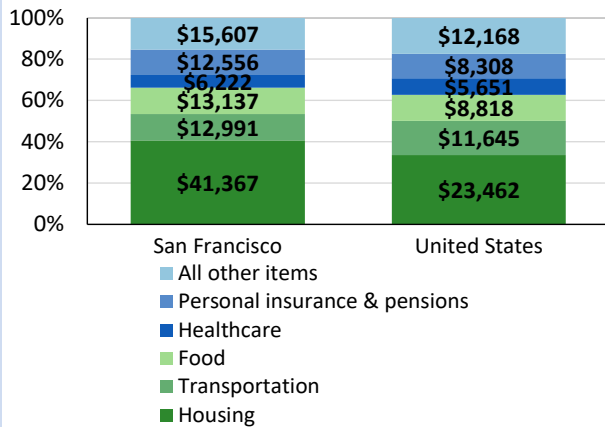 100%
80%
60%
40%
20%
0%
$15,607
$12,556
$6,222
$13,137
$12,991
$41,367
$12,168
$8,308
$5,651
$8,818
$11,645
$23,462
San Francisco
United States
All other items
Personal insurance & pensions
Healthcare
Food
Transportation
Housing